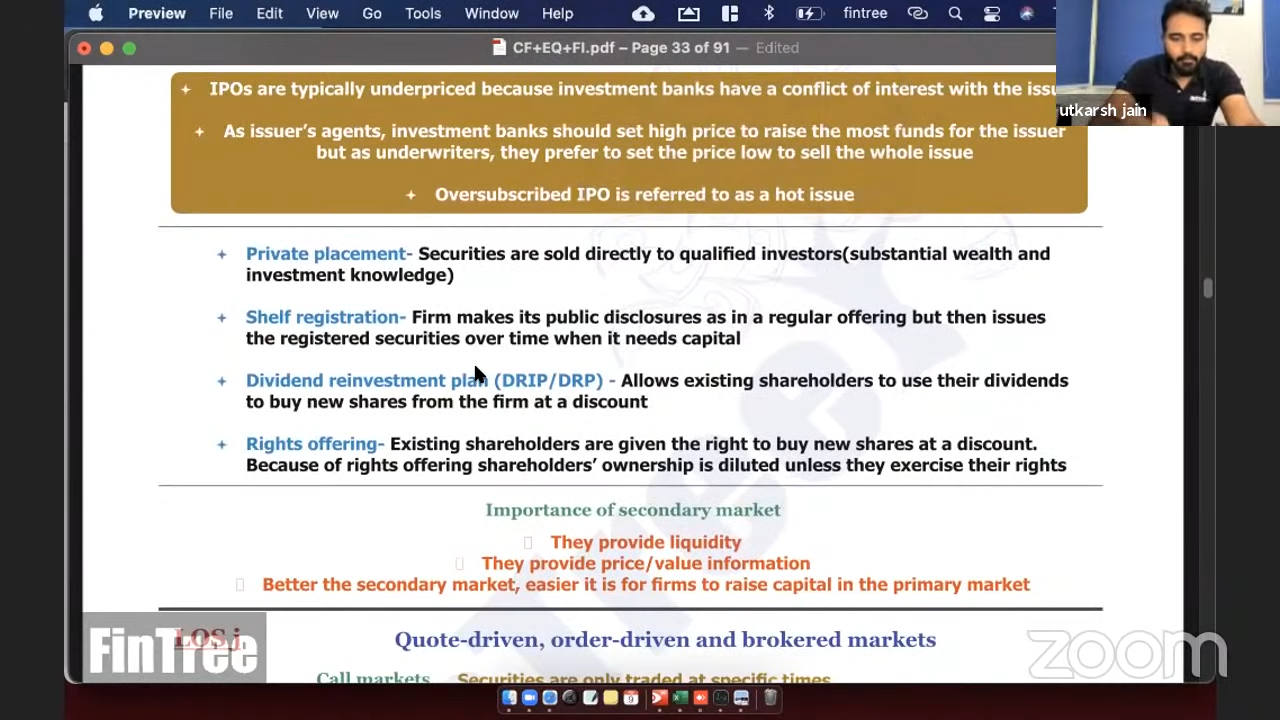 Preview File Edit View Go Tools Window Help fintree
CF+EQ+FI.pdf – Page 33 of 91 — Edited
utkarsh jain
IPOs are typically underpriced because investment banks have a conflict of interest with the
As issuer's agents, investment banks should set high price to raise the most funds for the issuer
but as underwriters, they prefer to set the price low to sell the whole issue
Oversubscribed IPO is referred to as a hot issue
Private placement- Securities are sold directly to qualified investors(substantial wealth and
investment knowledge)
Shelf registration- Firm makes its public disclosures as in a regular offering but then issues
the registered securities over time when it needs capital
Dividend reinvestment plan (DRIP/DRP) - Allows existing shareholders to use their dividends
to buy new shares from the firm at a discount
Rights offering- Existing shareholders are given the right to buy new shares at a discount.
Because of rights offering shareholders' ownership is diluted unless they exercise their rights
Importance of secondary market
They provide liquidity
They provide price/value information
Better the secondary market, easier it is for firms to raise capital in the primary market
LOS j
FinTree
Quote-driven, order-driven and brokered markets
zoom
Call markets Securities are only traded at specific times